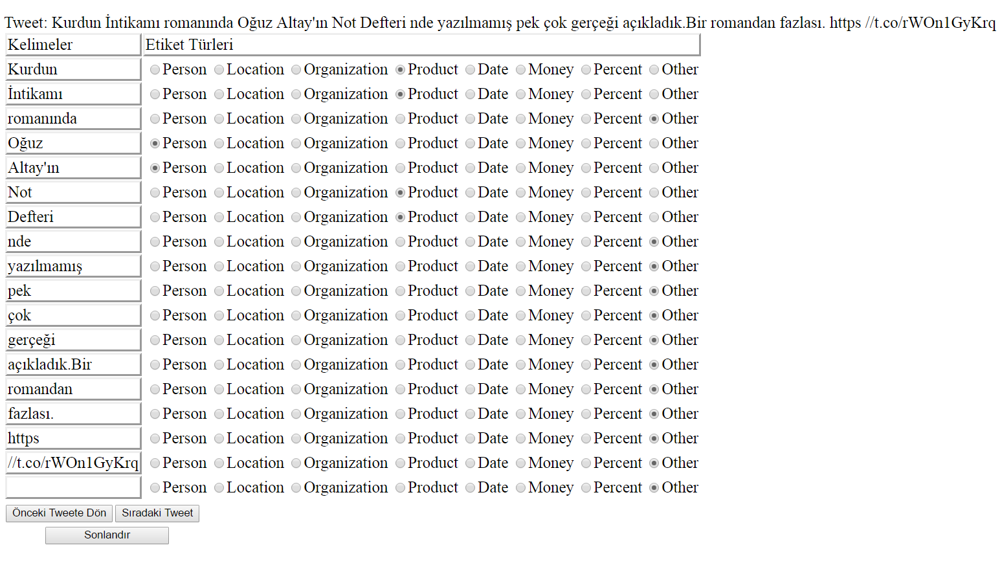 Tweet: Kurdun İntikamı romanında Oğuz Altay'ın Not Defteri nde yazılmamış pek çok gerçeği açıkladık.Bir romandan fazlası. https //t.co/rWOn1GyKrq
Kelimeler Etiket Türleri
Kurdun Person Location Organization Product Date Money Percent Other
İntikamı Person Location Organization Product Date Money Percent Other
romanında Person Location Organization Product Date Money Percent Other
Oğuz Person Location Organization Product Date Money Percent Other
Altay'ın Person Location Organization Product Date Money Percent Other
Not Person Location Organization Product Date Money Percent Other
Defteri Person Location Organization Product Date Money Percent Other
nde Person Location Organization Product Date Money Percent Other
yazılmamış Person Location Organization Product Date Money Percent Other
pek Person Location Organization Product Date Money Percent Other
çok Person Location Organization Product Date Money Percent Other
gerçeği Person Location Organization Product Date Money Percent Other
açıkladık.Bir Person Location Organization Product Date Money Percent Other
romandan Person Location Organization Product Date Money Percent Other
fazlası. Person Location Organization Product Date Money Percent Other
https Person Location Organization Product Date Money Percent Other
//t.co/rWOn1GyKrq Person Location Organization Product Date Money Percent Other
Person Location Organization Product Date Money Percent Other
Önceki Tweete Dön Sıradaki Tweet
Sonlandır